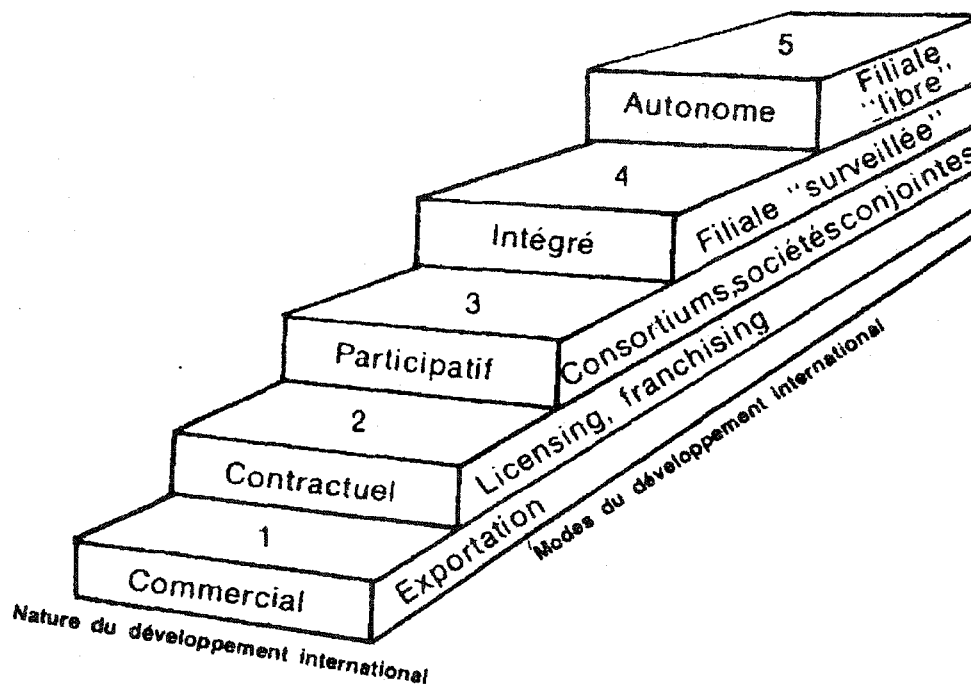 5
Autonome
Filiale
"libre"
4
Intégré
Filiale "surveillée"
3
Participatif
Consortiums, sociétés conjointes
2
Contractuel
Licensing, franchising
1
Commercial
Exportation
Modes du développement international
Nature du développement international